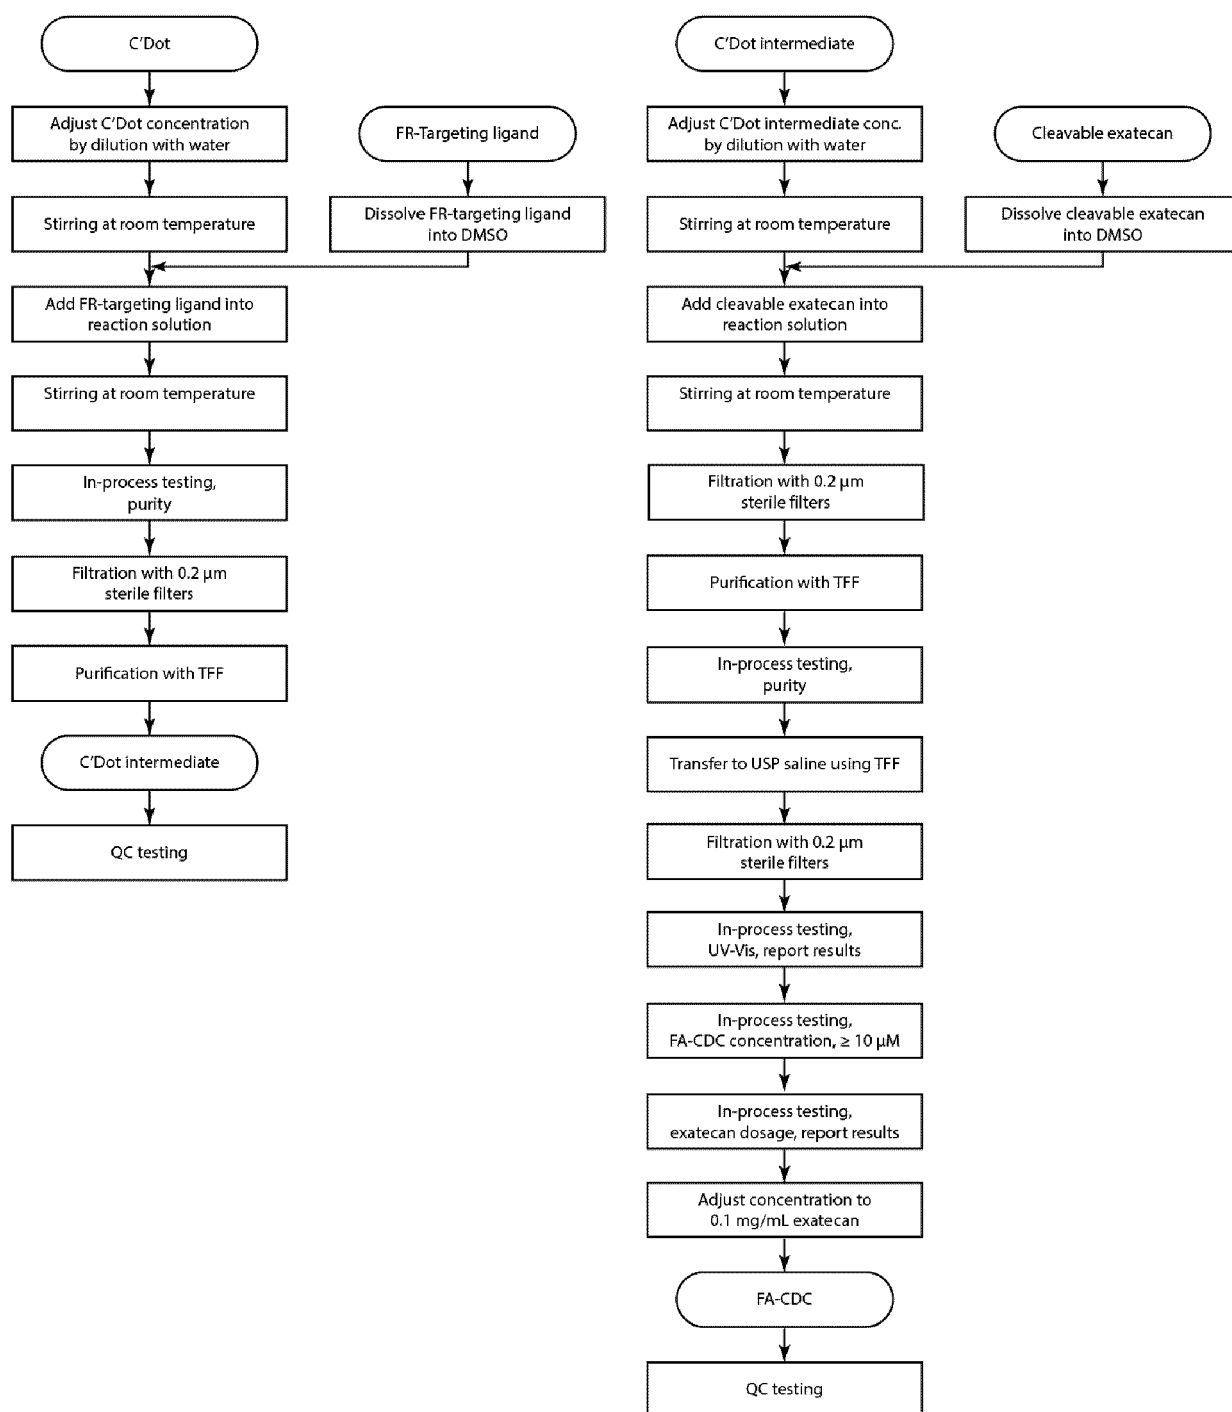 C'Dot
Adjust C'Dot concentration
by dilution with water
FR-Targeting ligand
Stirring at room temperature
Dissolve FR-targeting ligand
into DMSO
Add FR-targeting ligand into
reaction solution
Stirring at room temperature
In-process testing,
purity
Filtration with 0.2 μm
sterile filters
Purification with TFF
C'Dot intermediate
QC testing
C'Dot intermediate
Adjust C'Dot intermediate conc.
by dilution with water
Cleavable exatecan
Stirring at room temperature
Dissolve cleavable exatecan
into DMSO
Add cleavable exatecan into
reaction solution
Stirring at room temperature
Filtration with 0.2 μm
sterile filters
Purification with TFF
In-process testing,
purity
Transfer to USP saline using TFF
Filtration with 0.2 μm
sterile filters
In-process testing,
UV-Vis, report results
In-process testing,
FA-CDC concentration, ≥ 10 μM
In-process testing,
exatecan dosage, report results
Adjust concentration to
0.1 mg/mL exatecan
FA-CDC
QC testing